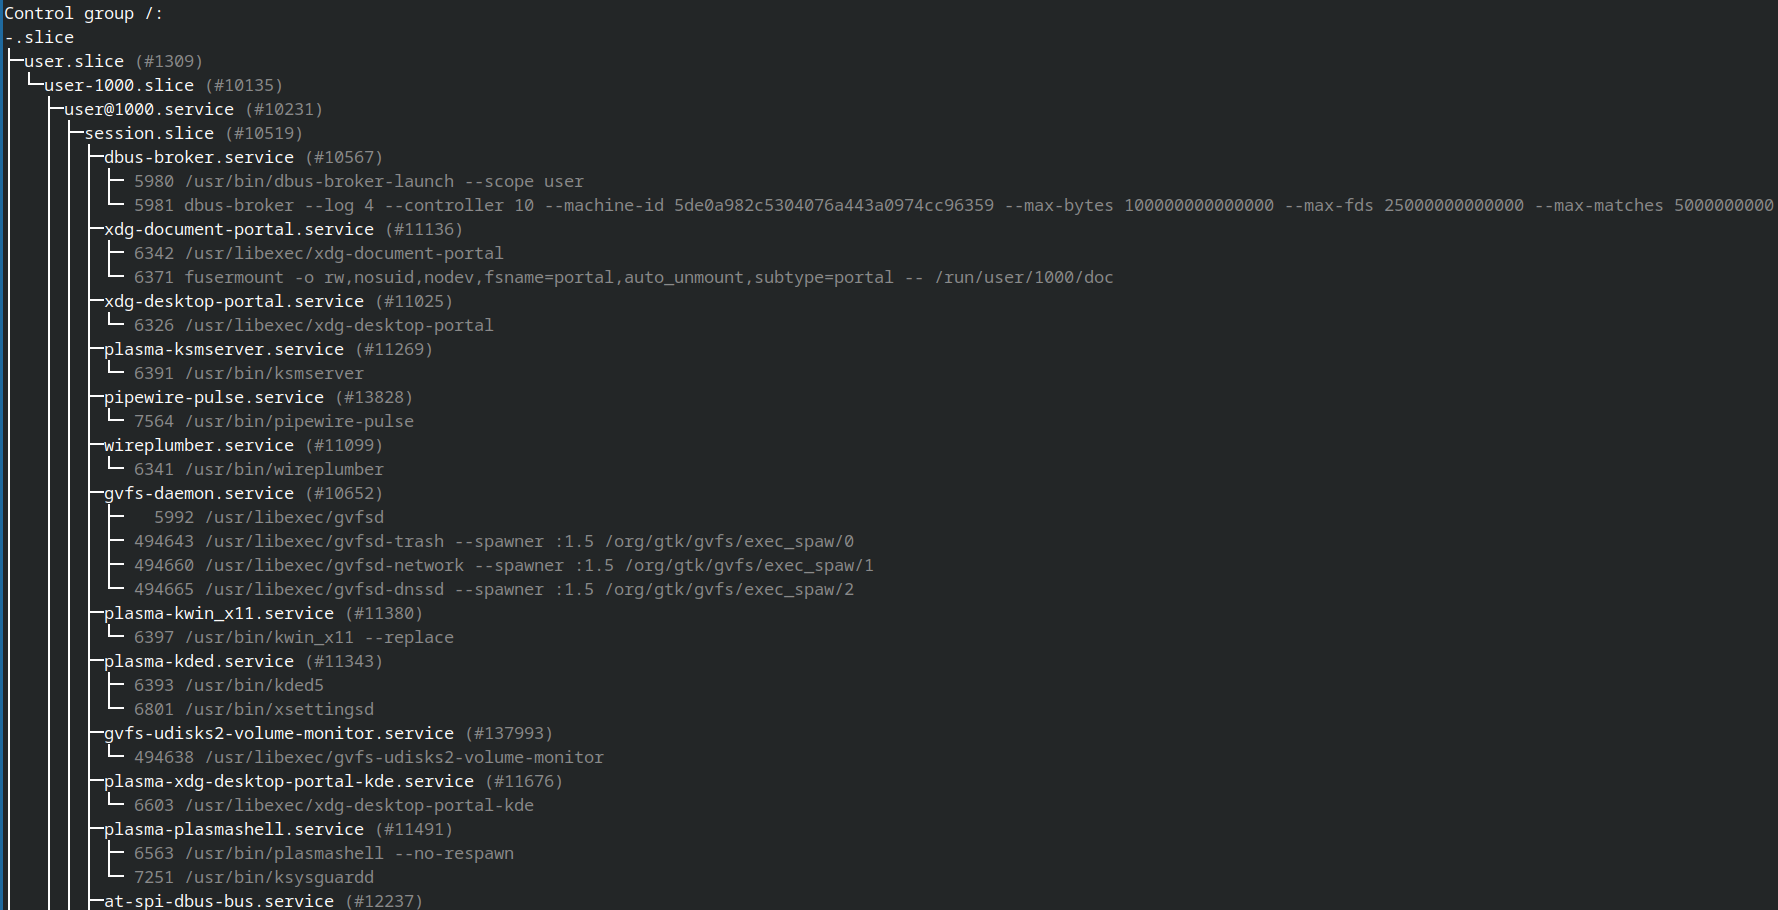 Control group /:
-.slice
├─user.slice (#1309)
│ └─user-1000.slice (#10135)
│   ├─user@1000.service (#10231)
│   │ ├─session.slice (#10519)
│   │ │ ├─dbus-broker.service (#10567)
│   │ │ │ ├─ 5980 /usr/bin/dbus-broker-launch --scope user
│   │ │ │ └─ 5981 dbus-broker --log 4 --controller 10 --machine-id 5de0a982c5304076a443a0974cc96359 --max-bytes 100000000000000 --max-fds 25000000000000 --max-matches 5000000000
│   │ │ ├─xdg-document-portal.service (#11136)
│   │ │ │ ├─ 6342 /usr/libexec/xdg-document-portal
│   │ │ │ └─ 6371 fusermount -o rw,nosuid,nodev,fsname=portal,auto_unmount,subtype=portal -- /run/user/1000/doc
│   │ │ ├─xdg-desktop-portal.service (#11025)
│   │ │ │ └─ 6326 /usr/libexec/xdg-desktop-portal
│   │ │ ├─plasma-ksmserver.service (#11269)
│   │ │ │ └─ 6391 /usr/bin/ksmserver
│   │ │ ├─pipewire-pulse.service (#13828)
│   │ │ │ └─ 7564 /usr/bin/pipewire-pulse
│   │ │ ├─wireplumber.service (#11099)
│   │ │ │ └─ 6341 /usr/bin/wireplumber
│   │ │ ├─gvfs-daemon.service (#10652)
│   │ │ │ ├─   5992 /usr/libexec/gvfsd
│   │ │ │ ├─ 494643 /usr/libexec/gvfsd-trash --spawner :1.5 /org/gtk/gvfs/exec_spaw/0
│   │ │ │ ├─ 494660 /usr/libexec/gvfsd-network --spawner :1.5 /org/gtk/gvfs/exec_spaw/1
│   │ │ │ └─ 494665 /usr/libexec/gvfsd-dnssd --spawner :1.5 /org/gtk/gvfs/exec_spaw/2
│   │ │ ├─plasma-kwin_x11.service (#11380)
│   │ │ │ └─ 6397 /usr/bin/kwin_x11 --replace
│   │ │ ├─plasma-kded.service (#11343)
│   │ │ │ ├─ 6393 /usr/bin/kded5
│   │ │ │ └─ 6801 /usr/bin/xsettingsd
│   │ │ ├─gvfs-udisks2-volume-monitor.service (#137993)
│   │ │ │ └─ 494638 /usr/libexec/gvfs-udisks2-volume-monitor
│   │ │ ├─plasma-xdg-desktop-portal-kde.service (#11676)
│   │ │ │ └─ 6603 /usr/libexec/xdg-desktop-portal-kde
│   │ │ ├─plasma-plasmashell.service (#11491)
│   │ │ │ ├─ 6563 /usr/bin/plasmashell --no-respawn
│   │ │ │ └─ 7251 /usr/bin/ksysguardd
│   │ │ ├─at-spi-dbus-bus.service (#12237)